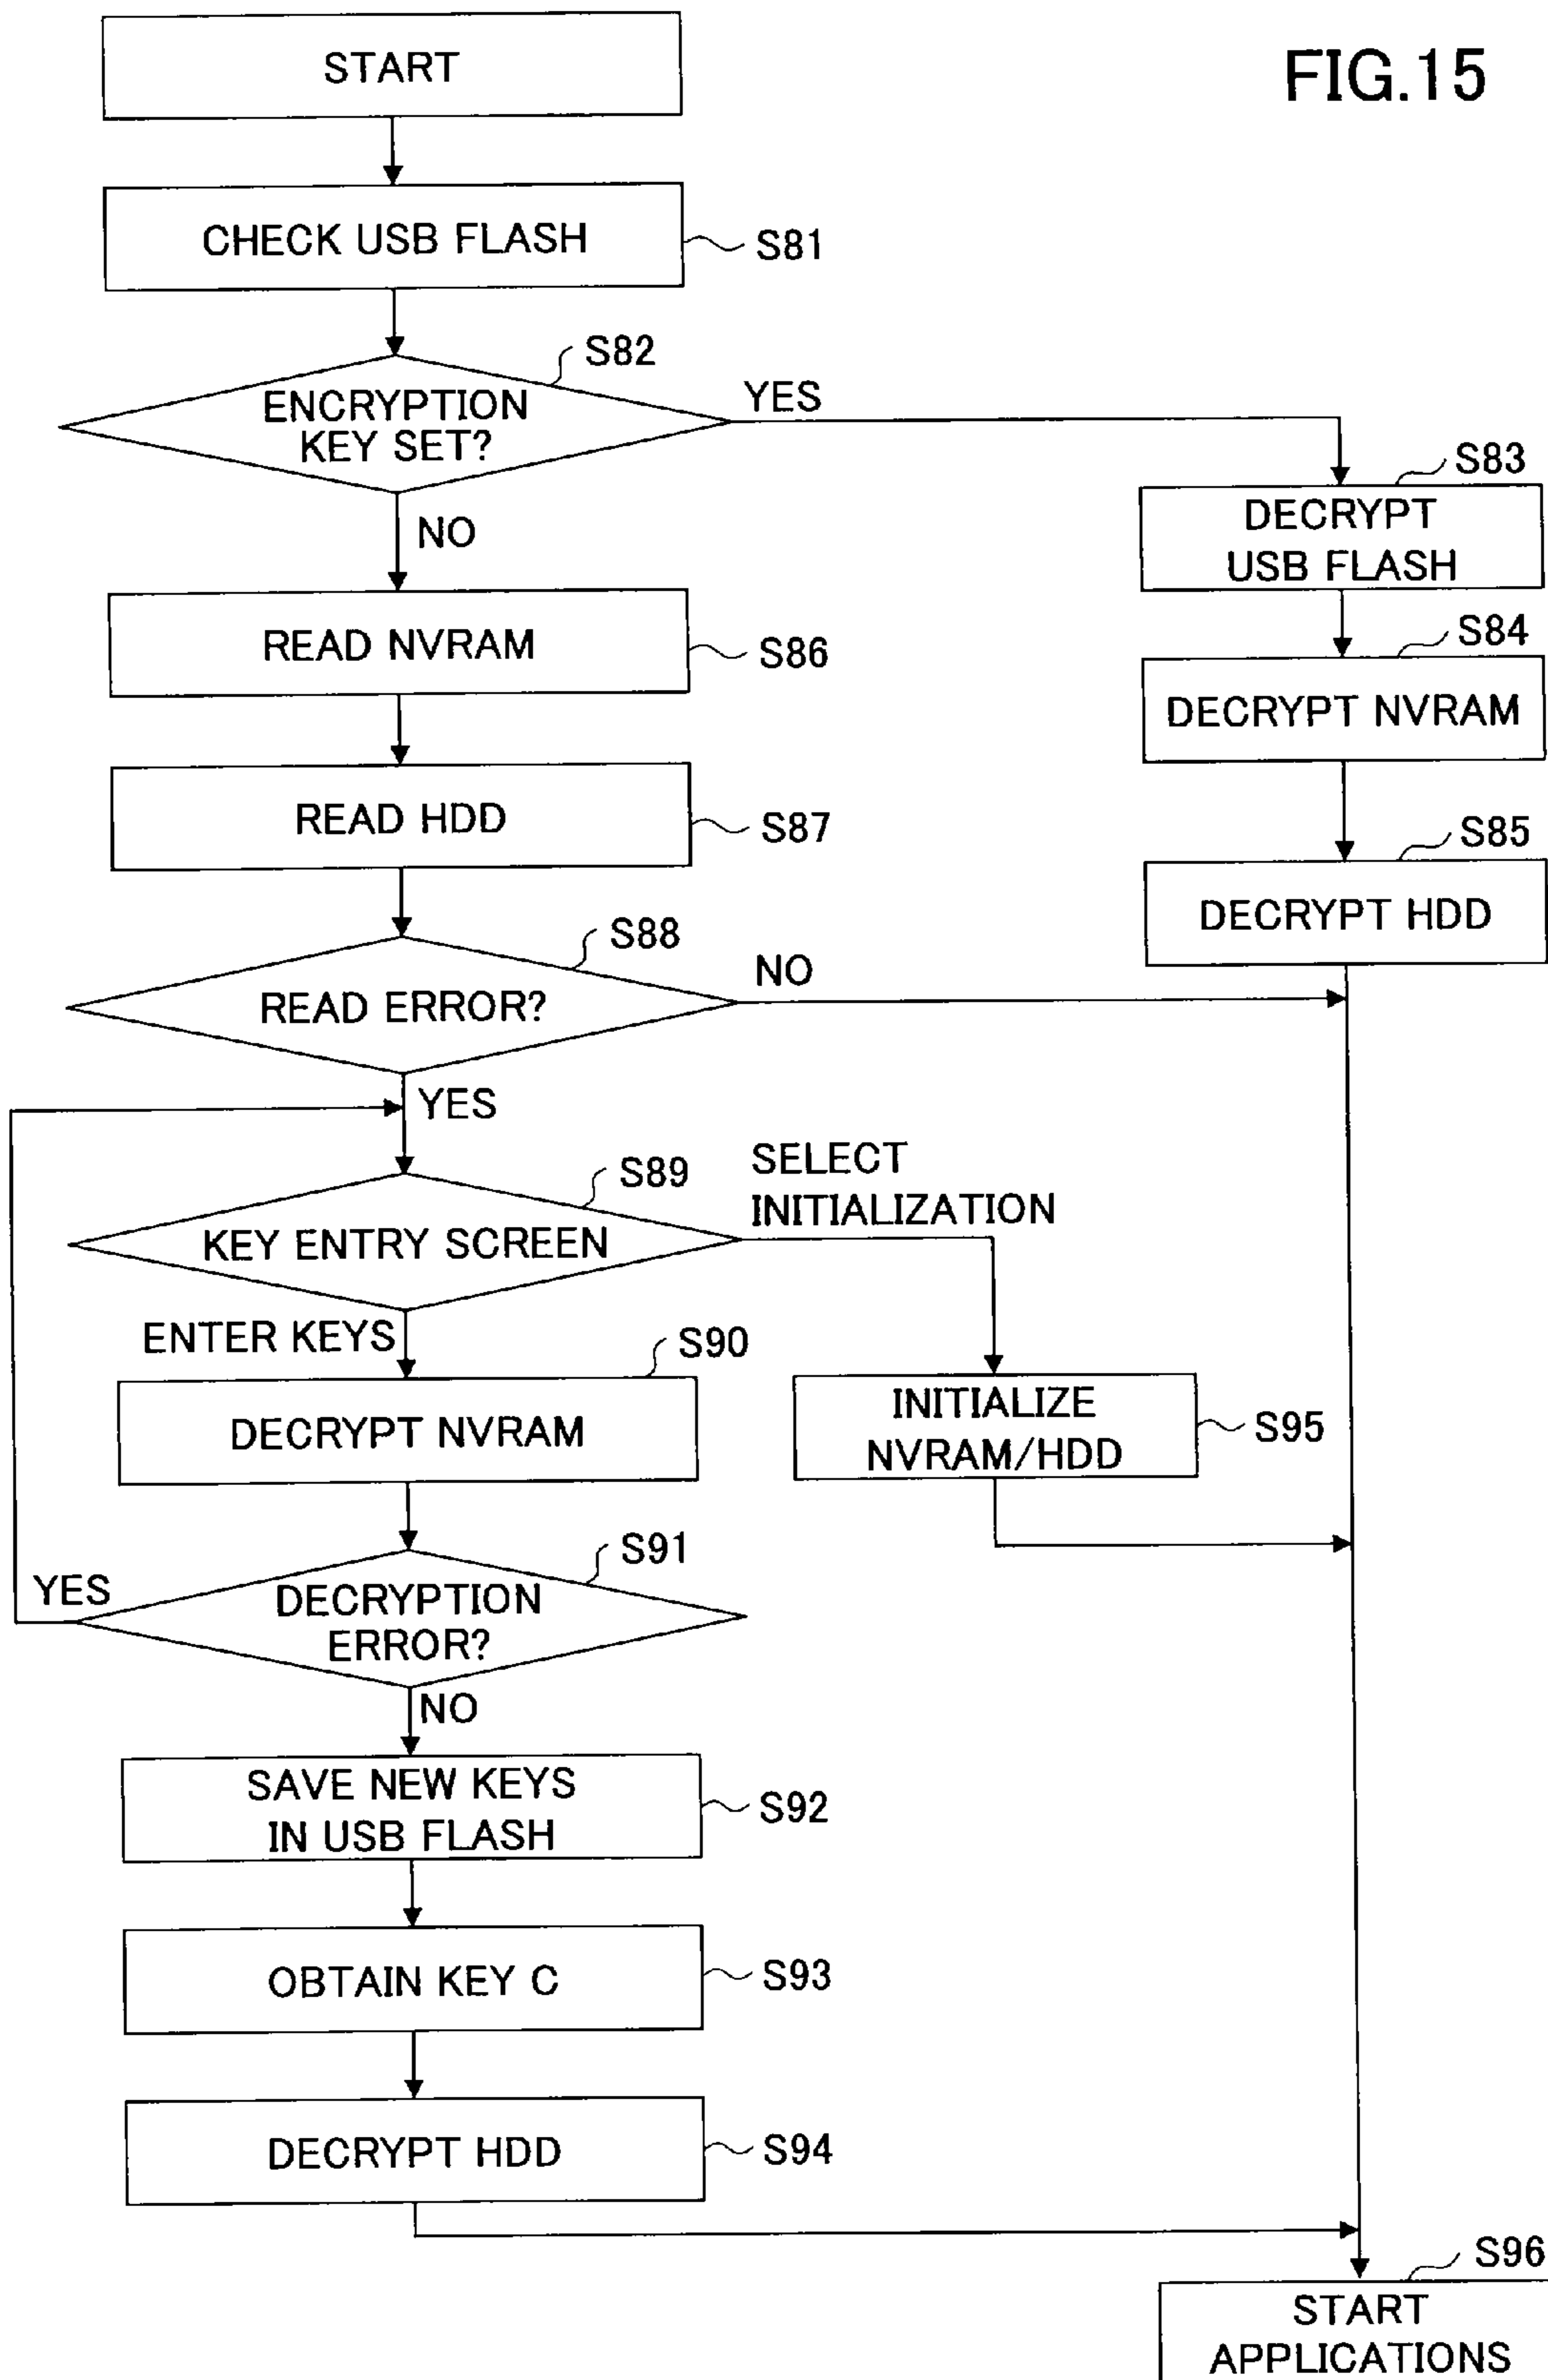 FIG.15
START
CHECK USB FLASH
S81
S82
ENCRYPTION
KEY SET?
YES
NO
S83
DECRYPT
USB FLASH
S84
DECRYPT NVRAM
S85
DECRYPT HDD
READ NVRAM
S86
READ HDD
S87
S88
READ ERROR?
NO
YES
S89
KEY ENTRY SCREEN
SELECT
INITIALIZATION
ENTER KEYS
S90
DECRYPT NVRAM
INITIALIZE
NVRAM/HDD
S95
S91
DECRYPTION
ERROR?
YES
NO
SAVE NEW KEYS
IN USB FLASH
S92
OBTAIN KEY C
S93
DECRYPT HDD
S94
S96
START
APPLICATIONS